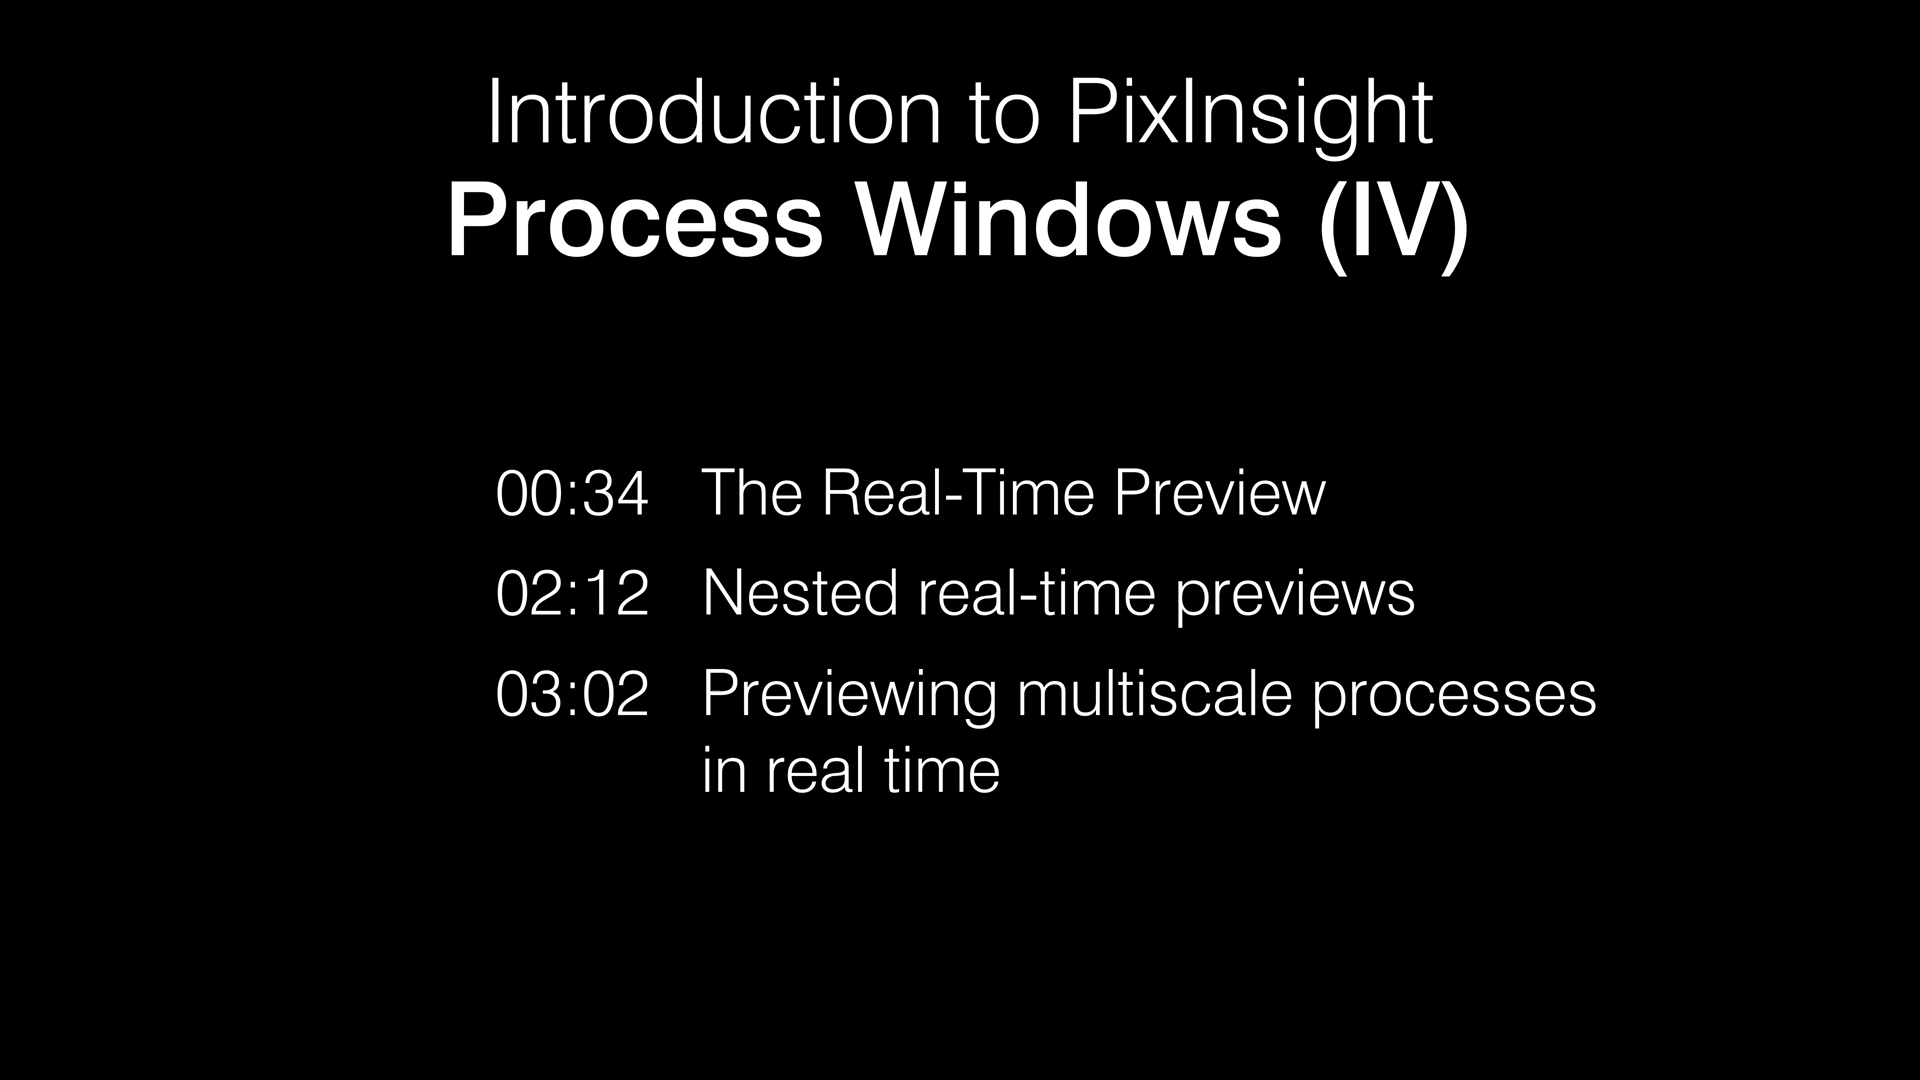 Introduction to PixInsight
Process Windows (IV)
00:34 The Real-Time Preview
02:12 Nested real-time previews
03:02 Previewing multiscale processes
in real time